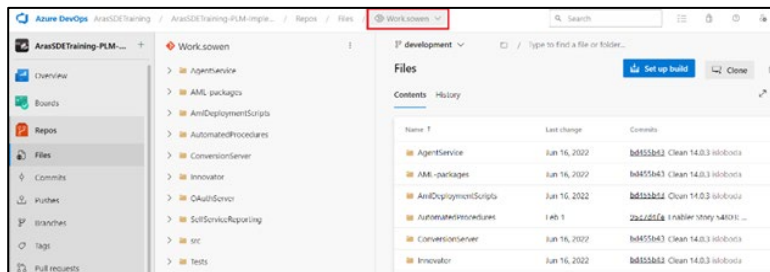 Azure DevOps ArasSDETraining / ArasSDETraining-PLM-Imple... / Repos / Files / Work.sowen
Search
ArasSDETraining-PLM-... +
Overview
Boards
Repos
Files
Commits
Pushes
Branches
Tags
Pull requests
Work.sowen
AgentService
AML-packages
AmlDeploymentScripts
AutomatedProcedures
ConversionServer
Innovator
OAuthServer
SelfServiceReporting
src
Tests
development / Type to find a file or folder...
Files
Set up build
Clone
Contents History
Name ↑ Last change Commits
AgentService Jun 16, 2022 bd455b43 Clean 14.0.3 isloboda
AML-packages Jun 16, 2022 bd455b43 Clean 14.0.3 isloboda
AmlDeploymentScripts Jun 16, 2022 bd455b43 Clean 14.0.3 isloboda
AutomatedProcedures Feb 1 Enabler Story
ConversionServer Jun 16, 2022 bd455b43 Clean 14.0.3 isloboda
Innovator Jun 16, 2022 bd455b43 Clean 14.0.3 isloboda